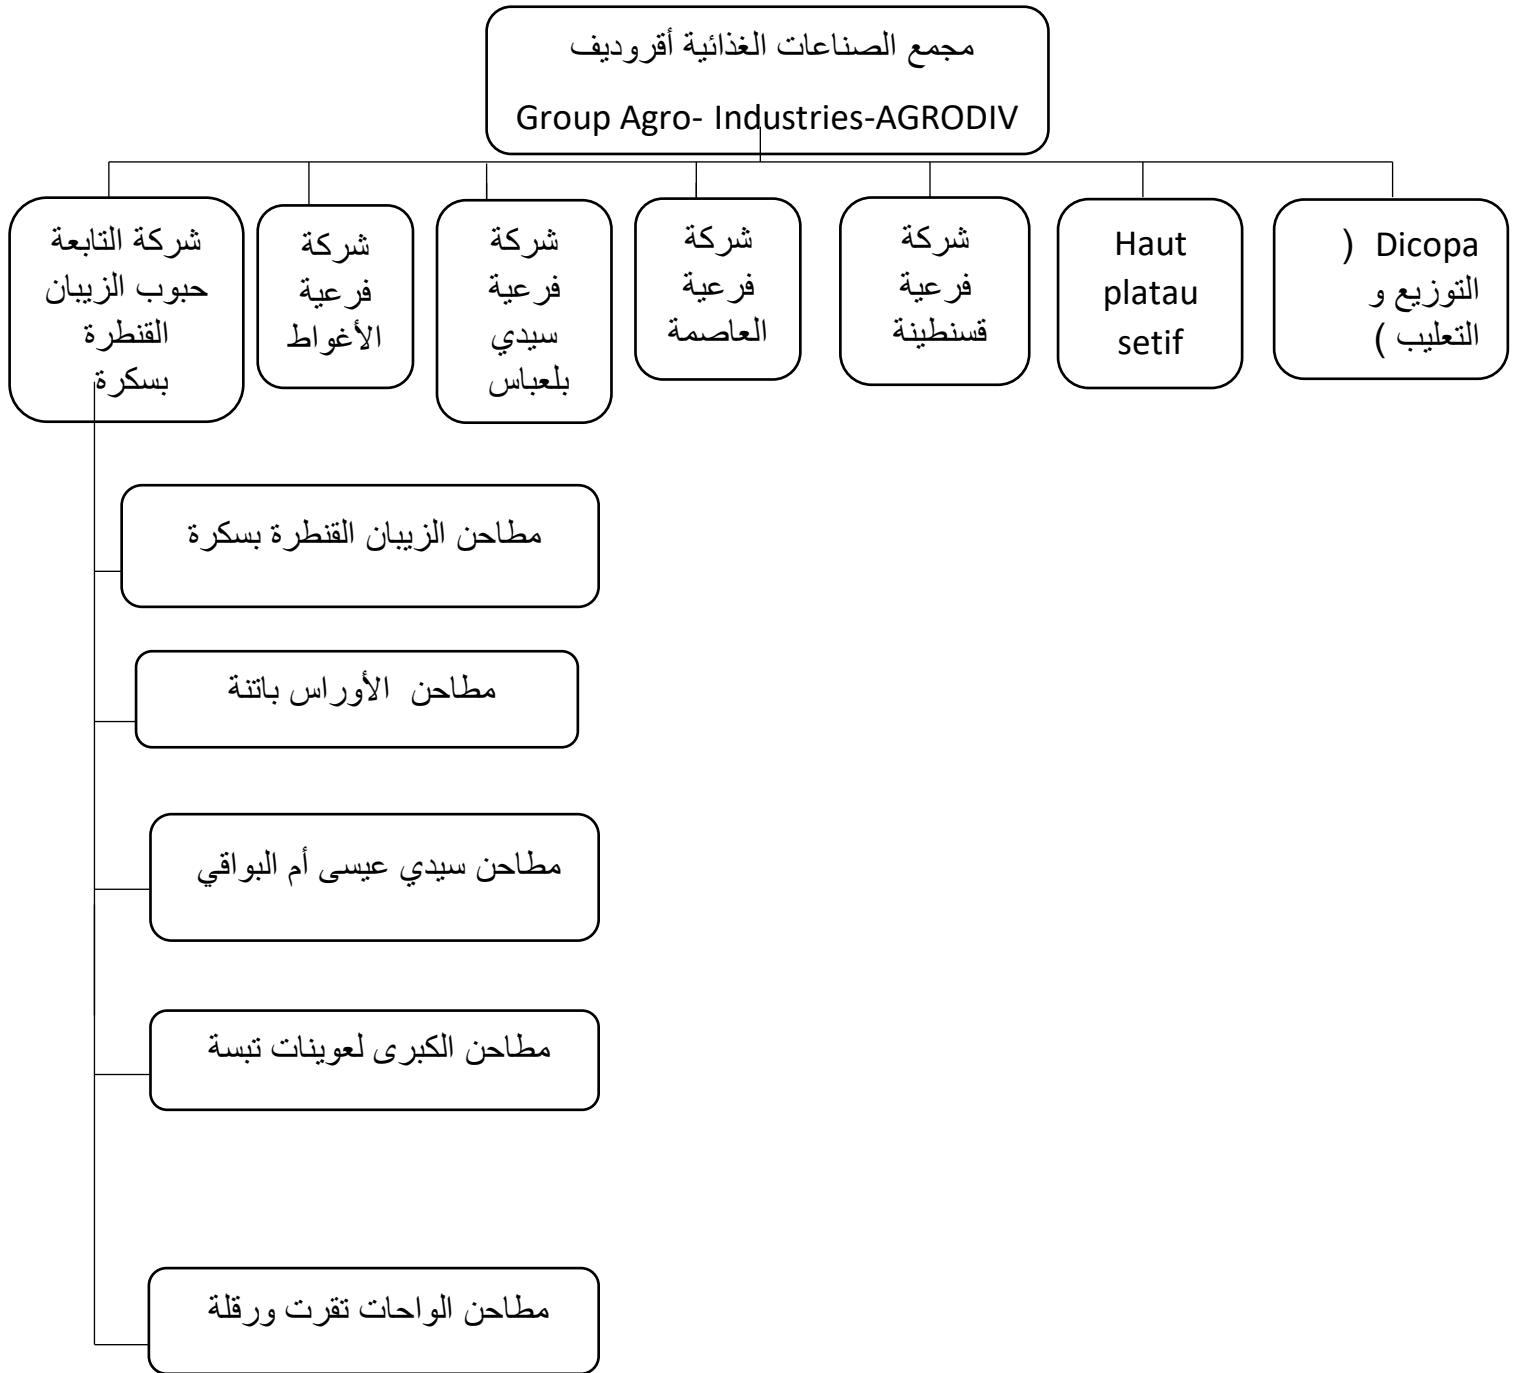 مجمع الصناعات الغذائية أقروديف
Group Agro- Industries-AGRODIV
Dicopa (
التوزيع و
التعليب )
Haut
platau
setif
شركة
فرعية
قسنطينة
شركة
فرعية
العاصمة
شركة
فرعية
سيدي
بلعباس
شركة
فرعية
الأغواط
شركة التابعة
حبوب الزيبان
القنطرة
بسكرة
مطاحن الزيبان القنطرة بسكرة
مطاحن الأوراس باتنة
مطاحن سيدي عيسى أم البواقي
مطاحن الكبرى لعوينات تبسة
مطاحن الواحات تقرت ورقلة